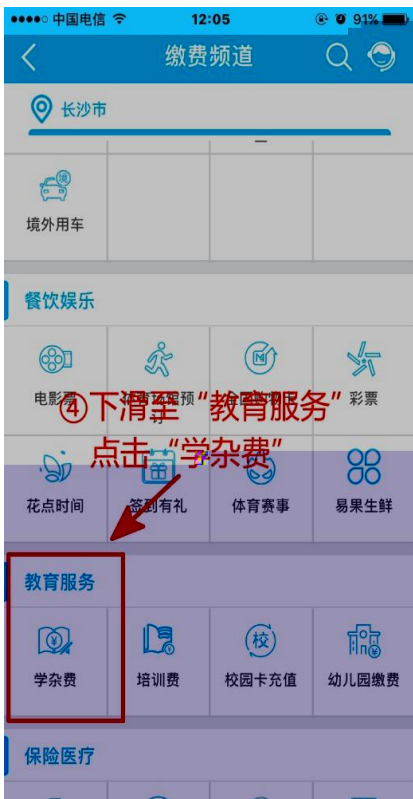 中国电信 12:05 91%
缴费频道
长沙市
境外用车
餐饮娱乐
电影票 彩票
④下滑至“教育服务”
点击“学杂费”
花点时间 签到有礼 体育赛事 易果生鲜
教育服务
学杂费 培训费 校园卡充值 幼儿园缴费
保险医疗